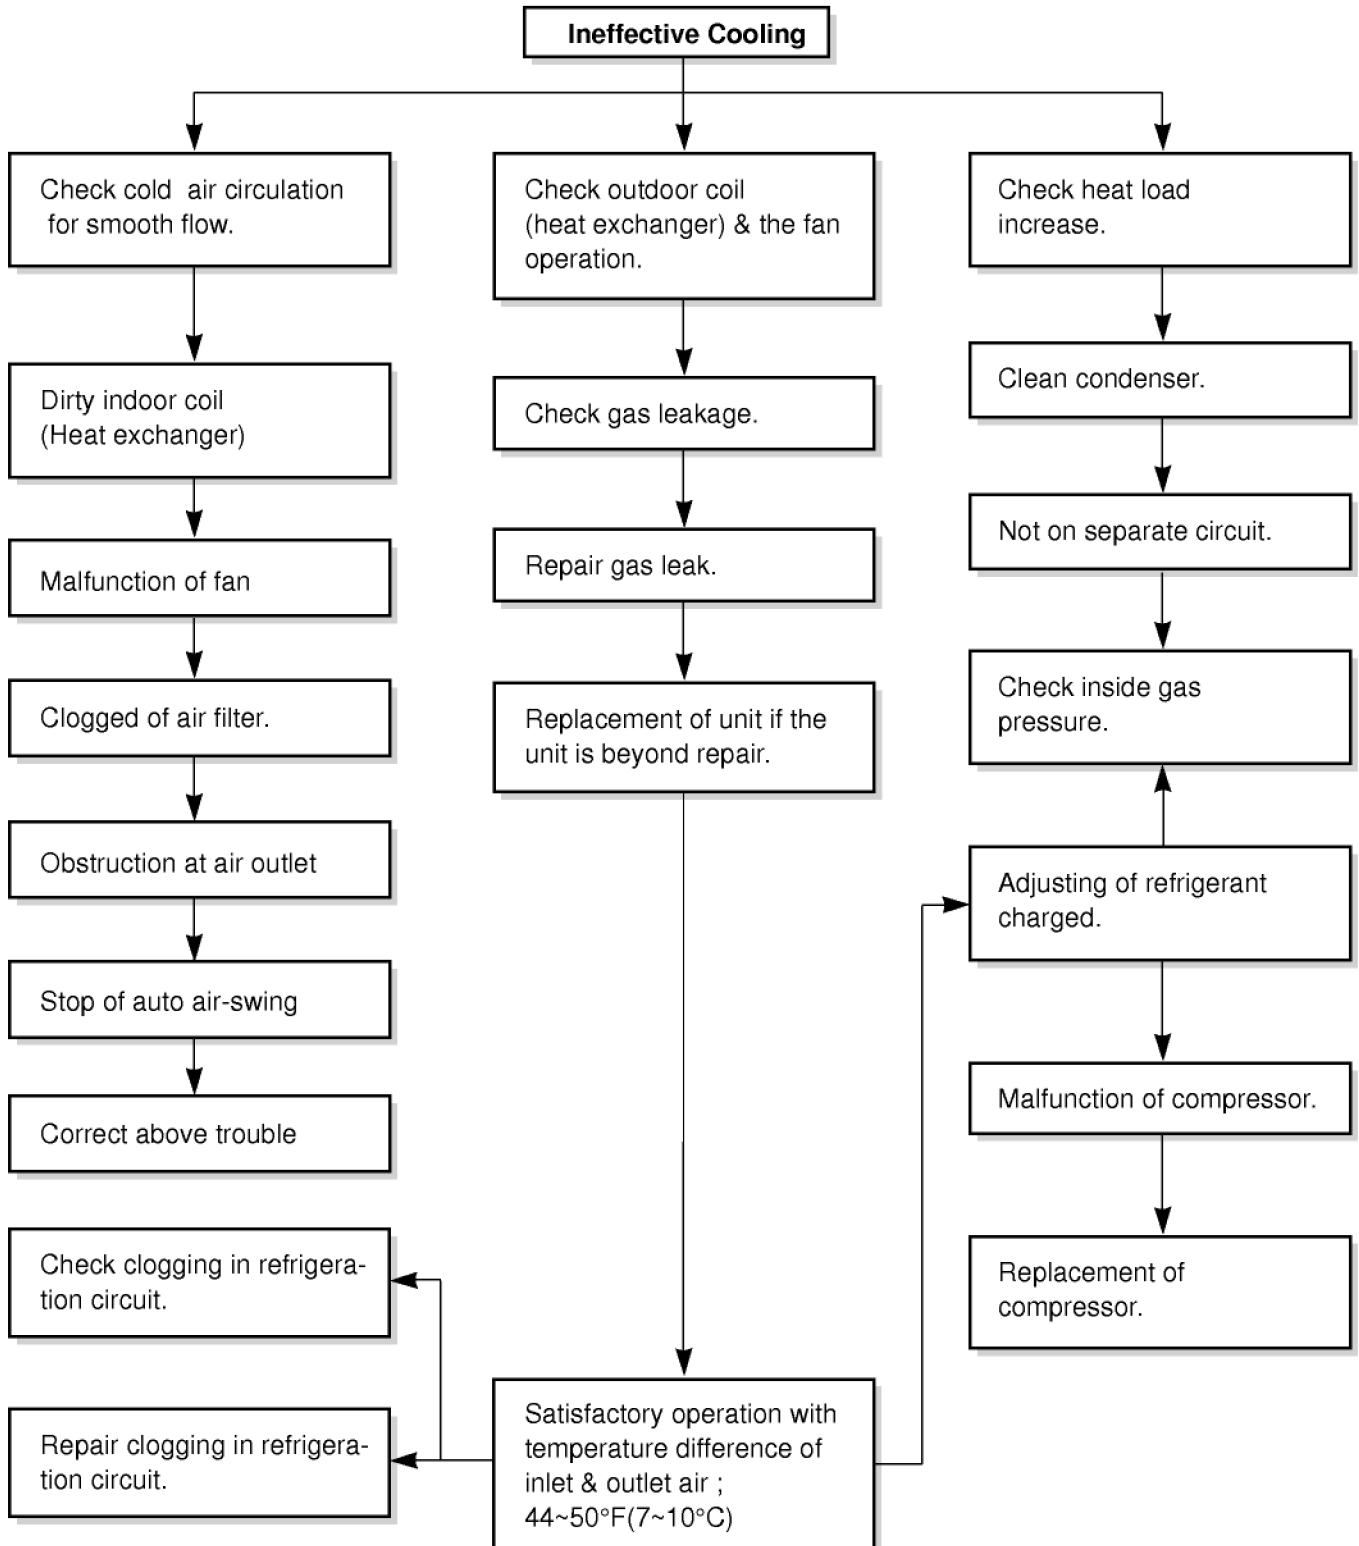 Ineffective Cooling
Check cold air circulation
for smooth flow.
Dirty indoor coil
(Heat exchanger)
Malfunction of fan
Clogged of air filter.
Obstruction at air outlet
Stop of auto air-swing
Correct above trouble
Check clogging in refrigera-
tion circuit.
Repair clogging in refrigera-
tion circuit.
Check outdoor coil
(heat exchanger) & the fan
operation.
Check gas leakage.
Repair gas leak.
Replacement of unit if the
unit is beyond repair.
Satisfactory operation with
temperature difference of
inlet & outlet air ;
44~50°F(7~10°C)
Check heat load
increase.
Clean condenser.
Not on separate circuit.
Check inside gas
pressure.
Adjusting of refrigerant
charged.
Malfunction of compressor.
Replacement of
compressor.